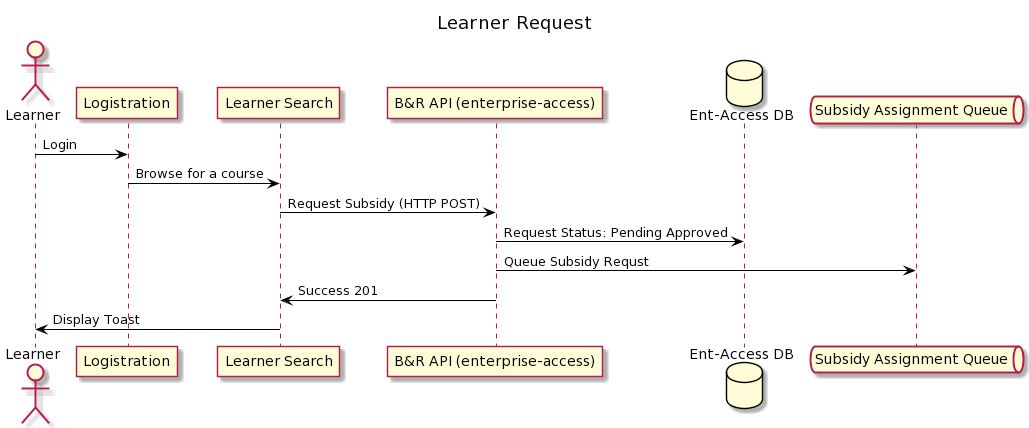 Learner Request
Learner
Logistration
Learner Search
B&R API (enterprise-access)
Ent-Access DB
Subsidy Assignment Queue
Login
Browse for a course
Request Subsidy (HTTP POST)
Request Status: Pending Approved
Queue Subsidy Requst
Success 201
Display Toast
Learner
Logistration
Learner Search
B&R API (enterprise-access)
Ent-Access DB
Subsidy Assignment Queue